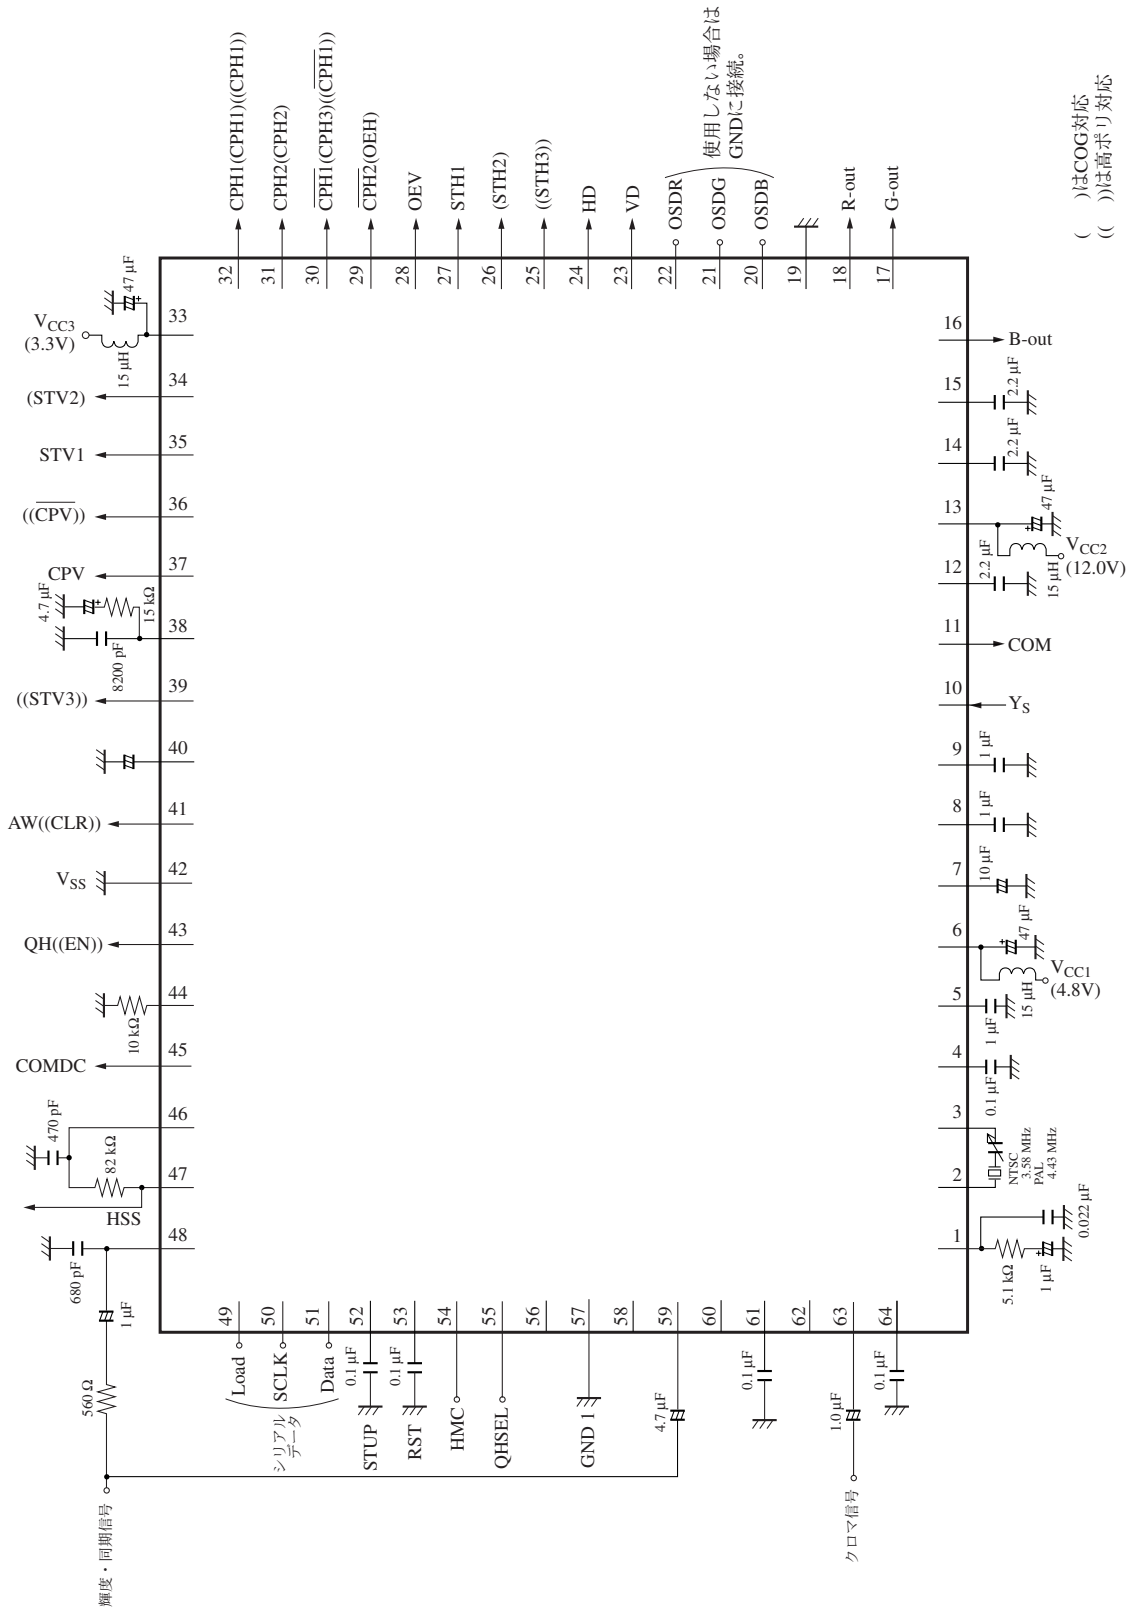 CPH1(CPH1)((CPH1))
CPH2(CPH2)
CPH1(CPH3)((CPH1))
CPH2(OEH)
OEV
STH1
(STH2)
((STH3))
HD
VD
OSDR
OSDG
OSDB
使用しない場合は
GNDに接続。
R-out
G-out
(　)はCOG対応
((　))は高ポリ対応
32
31
30
29
28
27
26
25
24
23
22
21
20
19
18
17
47 µF
VCC3
(3.3V)
15 µH
33
(STV2)
34
STV1
35
((CPV))
36
CPV
37
4.7 µF
15 kΩ
8200 pF
38
((STV3))
39
40
AW((CLR))
41
VSS
42
QH((EN))
43
10 kΩ
44
COMDC
45
470 pF
46
82 kΩ
47
HSS
48
680 pF
1 µF
560 Ω
輝度・同期信号
16
B-out
15
2.2 µF
14
2.2 µF
13
47 µF
VCC2
(12.0V)
15 µH
12
2.2 µF
11
COM
10
YS
9
1 µF
8
1 µF
7
10 µF
6
47 µF
VCC1
(4.8V)
15 µH
5
1 µF
4
0.1 µF
3
2
NTSC
3.58 MHz
PAL
4.43 MHz
1
0.022 µF
5.1 kΩ
1 µF
49
50
51
52
53
54
55
56
57
58
59
60
61
62
63
64
Load
SCLK
Data
シリアル
データ
0.1 µF
STUP
0.1 µF
RST
HMC
QHSEL
GND 1
4.7 µF
0.1 µF
1.0 µF
クロマ信号
0.1 µF